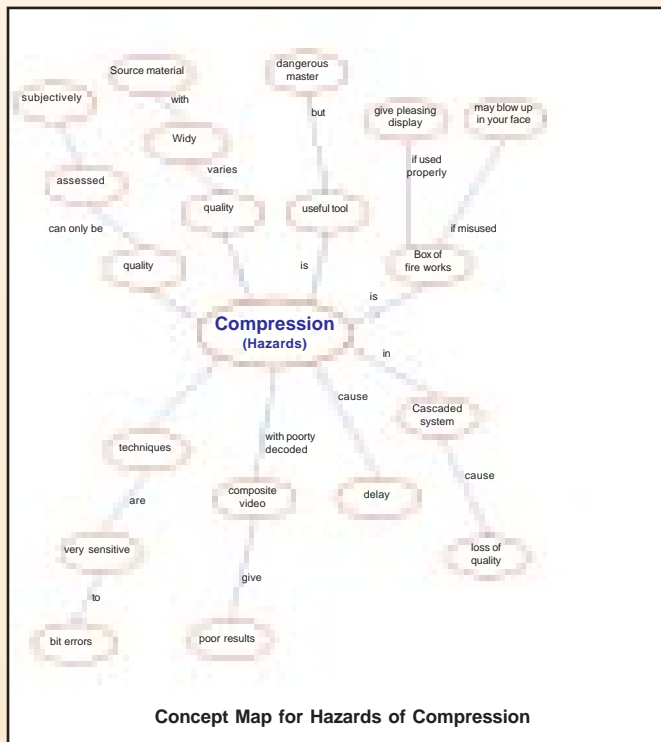 dangerous
master
Source material
subjectively
with
but
give pleasing
display
may blow up
in your face
Widy
varies
if used
properly
assessed
quality
useful tool
can only be
if misused
quality
is
Box of
fire works
is
Compression
(Hazards)
in
cause
Cascaded
system
techniques
with poorty
decoded
composite
video
delay
cause
are
very sensitive
loss of
quality
to
give
bit errors
poor results
Concept Map for Hazards of Compression